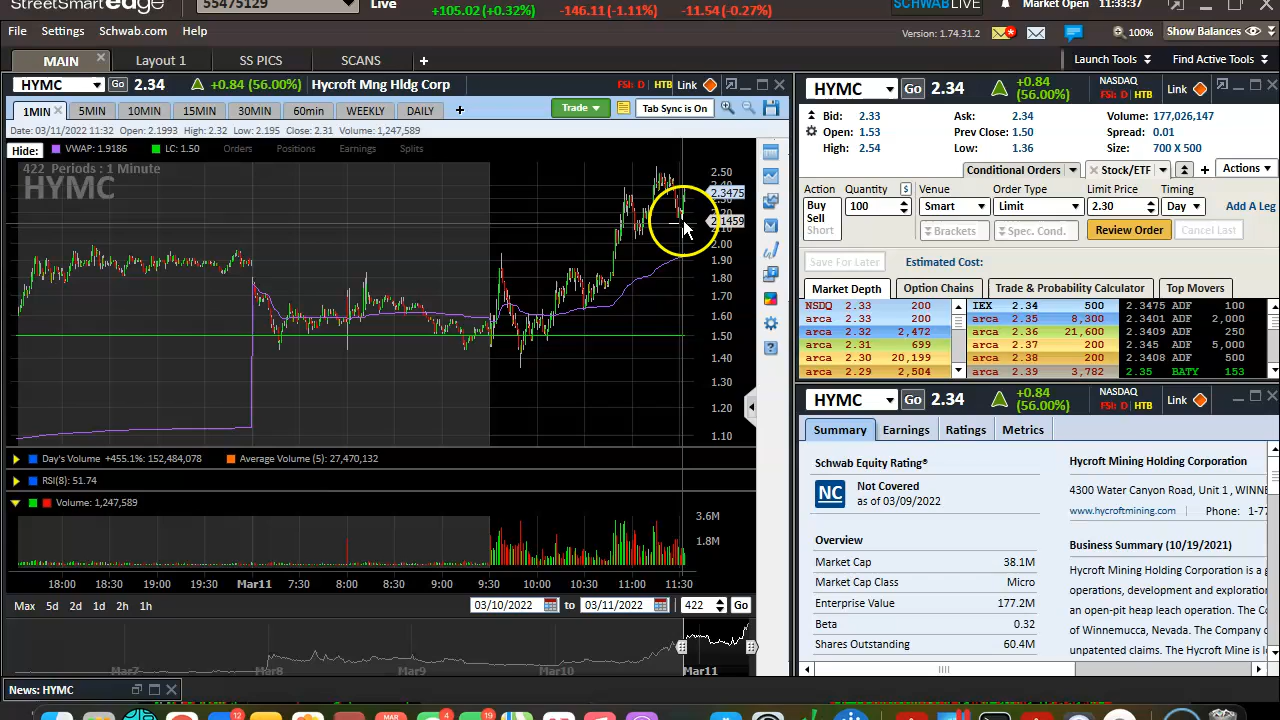 StreetSmart edge
55475129
Live
+105.02 (+0.32%)
-146.11 (-1.11%)
-11.54 (-0.27%)
SCHWABLIVE
Market Open
11:33:37
File Settings Schwab.com Help
Version: 1.74.31.2
100%
Show Balances
MAIN
Layout 1
SS PICS
SCANS
+
Launch Tools
Find Active Tools
HYMC Go 2.34 +0.84 (56.00%) Hycroft Mng Hldg Corp
FSI: D HTB Link
1MIN 5MIN 10MIN 15MIN 30MIN 60min WEEKLY DAILY +
Trade
Tab Sync is On
Date: 03/11/2022 11:32 Open: 2.1993 High: 2.32 Low: 2.195 Close: 2.31 Volume: 1,247,589
Hide: VWAP: 1.9186 LC: 1.50 Orders Positions Earnings Splits
422 Periods : 1 Minute
HYMC
2.50
2.3475
2.1459
2.00
1.90
1.80
1.70
1.60
1.50
1.40
1.30
1.20
1.10
Day's Volume +455.1%: 152,484,078 Average Volume (5): 27,470,132
RSI(8): 51.74
Volume: 1,247,589
3.6M
1.8M
18:00 18:30 19:00 19:30 Mar11 7:30 8:00 8:30 9:00 9:30 10:00 10:30 11:00 11:30
Max 5d 2d 1d 2h 1h
03/10/2022 to 03/11/2022 422 Go
Mar7 Mar8 Mar9 Mar10 Mar11
News: HYMC
HYMC Go 2.34 +0.84 (56.00%) NASDAQ FSI: D HTB Link
Bid: 2.33 Ask: 2.34 Volume: 177,026,147
Open: 1.53 Prev Close: 1.50 Spread: 0.01
High: 2.54 Low: 1.36 Size: 700 X 500
Conditional Orders Stock/ETF + Actions
Action Quantity $ Venue Order Type Limit Price Timing
Buy Sell Short 100 Smart Limit 2.30 Day Add A Leg
Brackets Spec. Cond. Review Order Cancel Last
Save For Later Estimated Cost:
Market Depth Option Chains Trade & Probability Calculator Top Movers
NSDQ 2.33 200 IEX 2.34 500 2.3475 ADF 100
arca 2.33 200 arca 2.35 8,300 2.3401 ADF 2,000
arca 2.32 2,472 arca 2.36 21,600 2.3409 ADF 250
arca 2.31 699 arca 2.37 200 2.345 ADF 5,000
arca 2.30 20,199 arca 2.38 200 2.3408 ADF 500
arca 2.29 2,504 arca 2.39 3,782 2.35 BATY 153
HYMC Go 2.34 +0.84 (56.00%) NASDAQ FSI: D HTB Link
Summary Earnings Ratings Metrics
Schwab Equity Rating®
NC Not Covered
as of 03/09/2022
Overview
Market Cap 38.1M
Market Cap Class Micro
Enterprise Value 177.2M
Beta 0.32
Shares Outstanding 60.4M
Hycroft Mining Holding Corporation
4300 Water Canyon Road, Unit 1, WINNE
www.hycroftmining.com Phone: 1-77
Business Summary (10/19/2021)
Hycroft Mining Holding Corporation is a g
operations, development and exploration
an open-pit heap leach operation. The Co
of Winnemucca, Nevada. The Company c
unpatented claims. The Hycroft Mine is lo